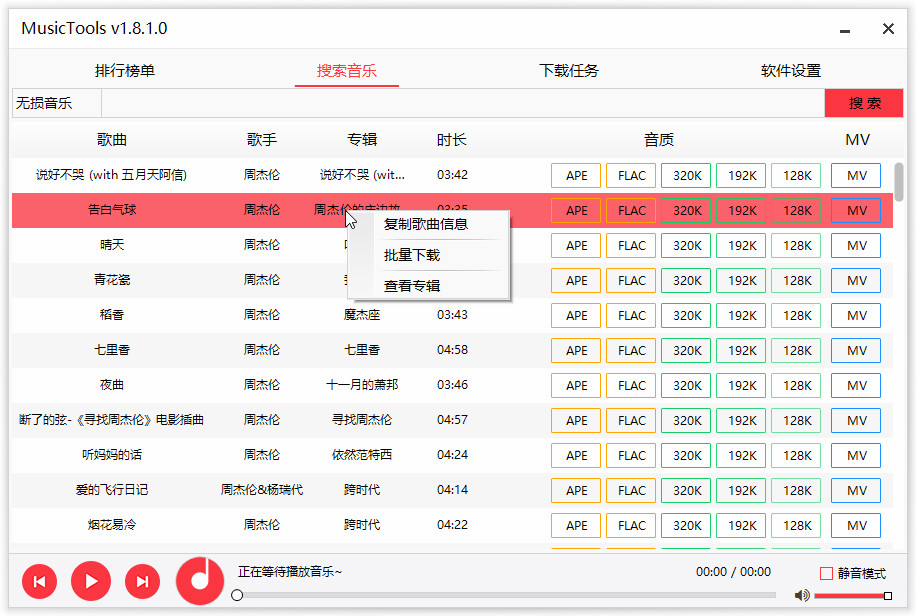 MusicTools v1.8.1.0
排行榜单 搜索音乐 下载任务 软件设置
无损音乐 搜 索
歌曲 歌手 专辑 时长 音质 MV
说好不哭 (with 五月天阿信) 周杰伦 说好不哭 (wit... 03:42 APE FLAC 320K 192K 128K MV
告白气球 周杰伦 周杰伦的床边故 03:35 APE FLAC 320K 192K 128K MV
复制歌曲信息
晴天 周杰伦 APE FLAC 320K 192K 128K MV
批量下载
青花瓷 周杰伦 APE FLAC 320K 192K 128K MV
查看专辑
稻香 周杰伦 魔杰座 03:43 APE FLAC 320K 192K 128K MV
七里香 周杰伦 七里香 04:58 APE FLAC 320K 192K 128K MV
夜曲 周杰伦 十一月的萧邦 03:46 APE FLAC 320K 192K 128K MV
断了的弦-《寻找周杰伦》电影插曲 周杰伦 寻找周杰伦 04:57 APE FLAC 320K 192K 128K MV
听妈妈的话 周杰伦 依然范特西 04:24 APE FLAC 320K 192K 128K MV
爱的飞行日记 周杰伦&杨瑞代 跨时代 04:14 APE FLAC 320K 192K 128K MV
烟花易冷 周杰伦 跨时代 04:22 APE FLAC 320K 192K 128K MV
正在等待播放音乐~ 00:00 / 00:00 静音模式